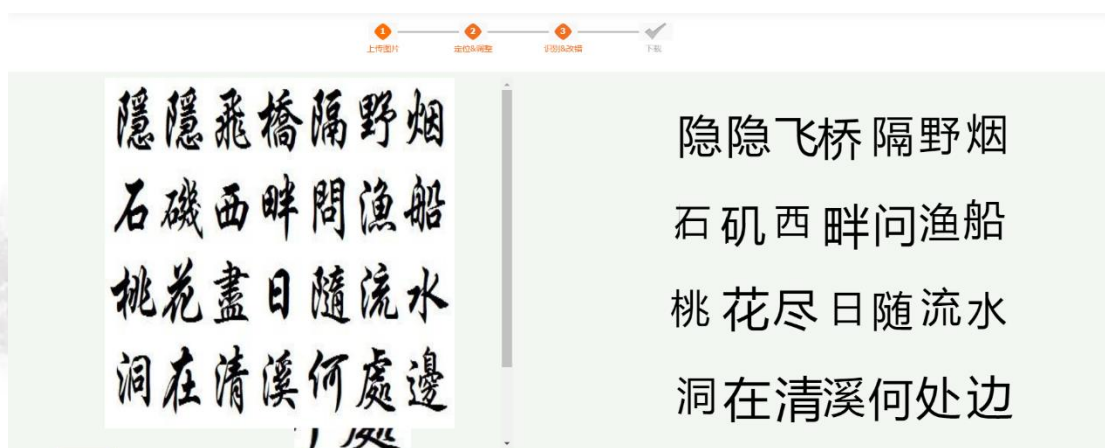 1 2 3
上传图片 定位&调整 识别&改错 下载
隱隱飛橋隔野烟
石磯西畔問漁船
桃花盡日隨流水
洞在清溪何處邊
隐隐飞桥隔野烟
石矶西畔问渔船
桃花尽日随流水
洞在清溪何处边